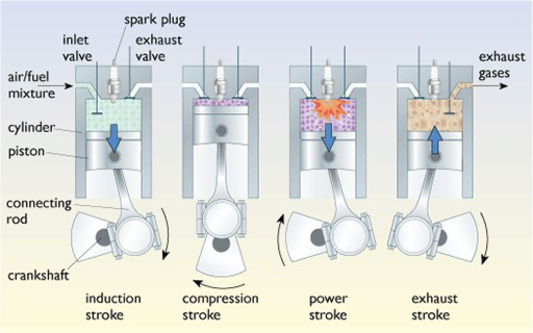 spark plug
inlet
valve
exhaust
valve
exhaust
gases
air/fuel
mixture
cylinder
piston
connecting
rod
crankshaft
induction
stroke
compression
stroke
power
stroke
exhaust
stroke